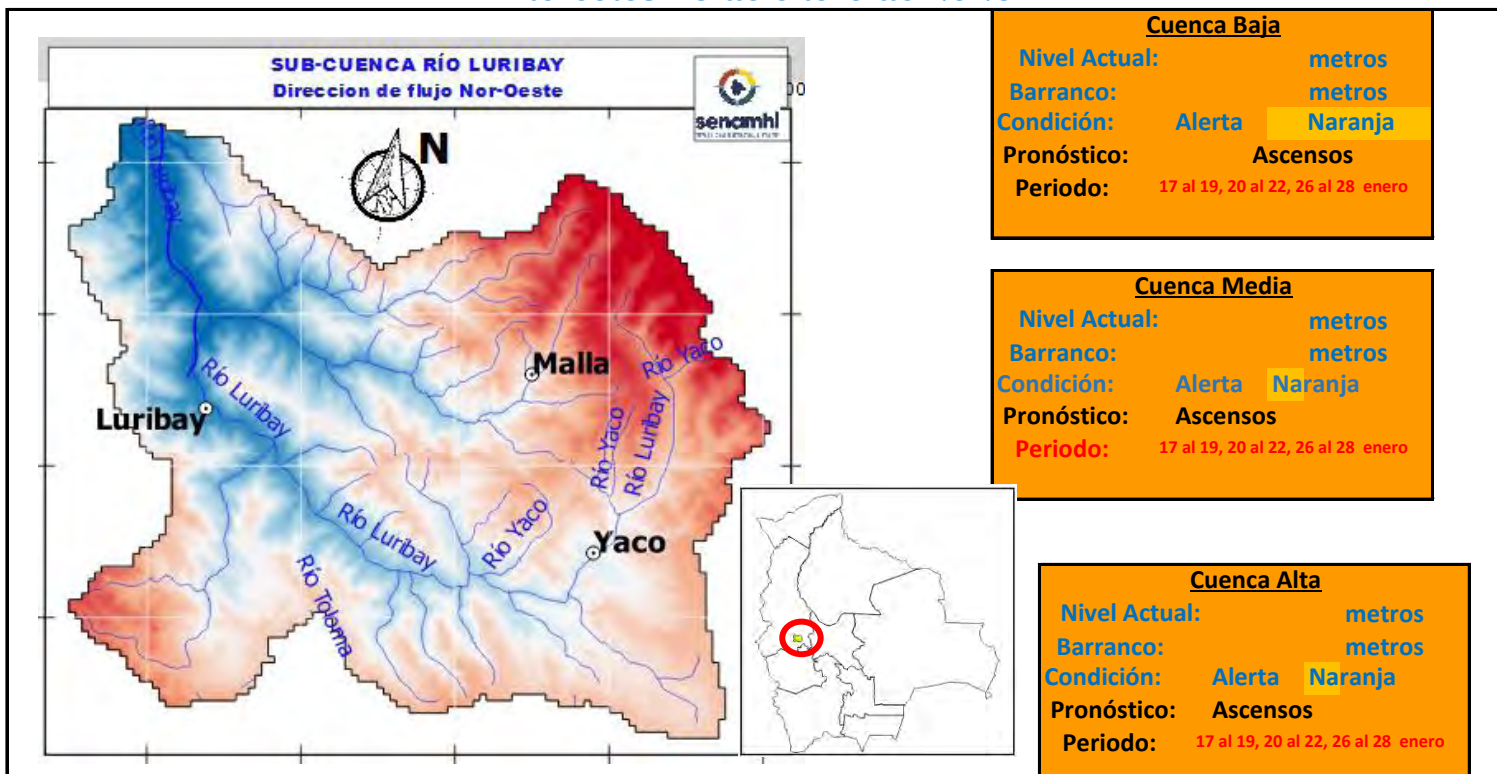 SUB-CUENCA RÍO LURIBAY
Direccion de flujo Nor-Oeste
senamhi
00
N
Luribay
Malla
Río Yaco
Río Luribay
Luribay
Río Yaco
Río Luribay
Río Luribay
Río Yaco
Yaco
Río Tolama
Cuenca Baja
Nivel Actual: metros
Barranco: metros
Condición: Alerta Naranja
Pronóstico: Ascensos
Periodo: 17 al 19, 20 al 22, 26 al 28 enero
Cuenca Media
Nivel Actual: metros
Barranco: metros
Condición: Alerta Naranja
Pronóstico: Ascensos
Periodo: 17 al 19, 20 al 22, 26 al 28 enero
Cuenca Alta
Nivel Actual: metros
Barranco: metros
Condición: Alerta Naranja
Pronóstico: Ascensos
Periodo: 17 al 19, 20 al 22, 26 al 28 enero